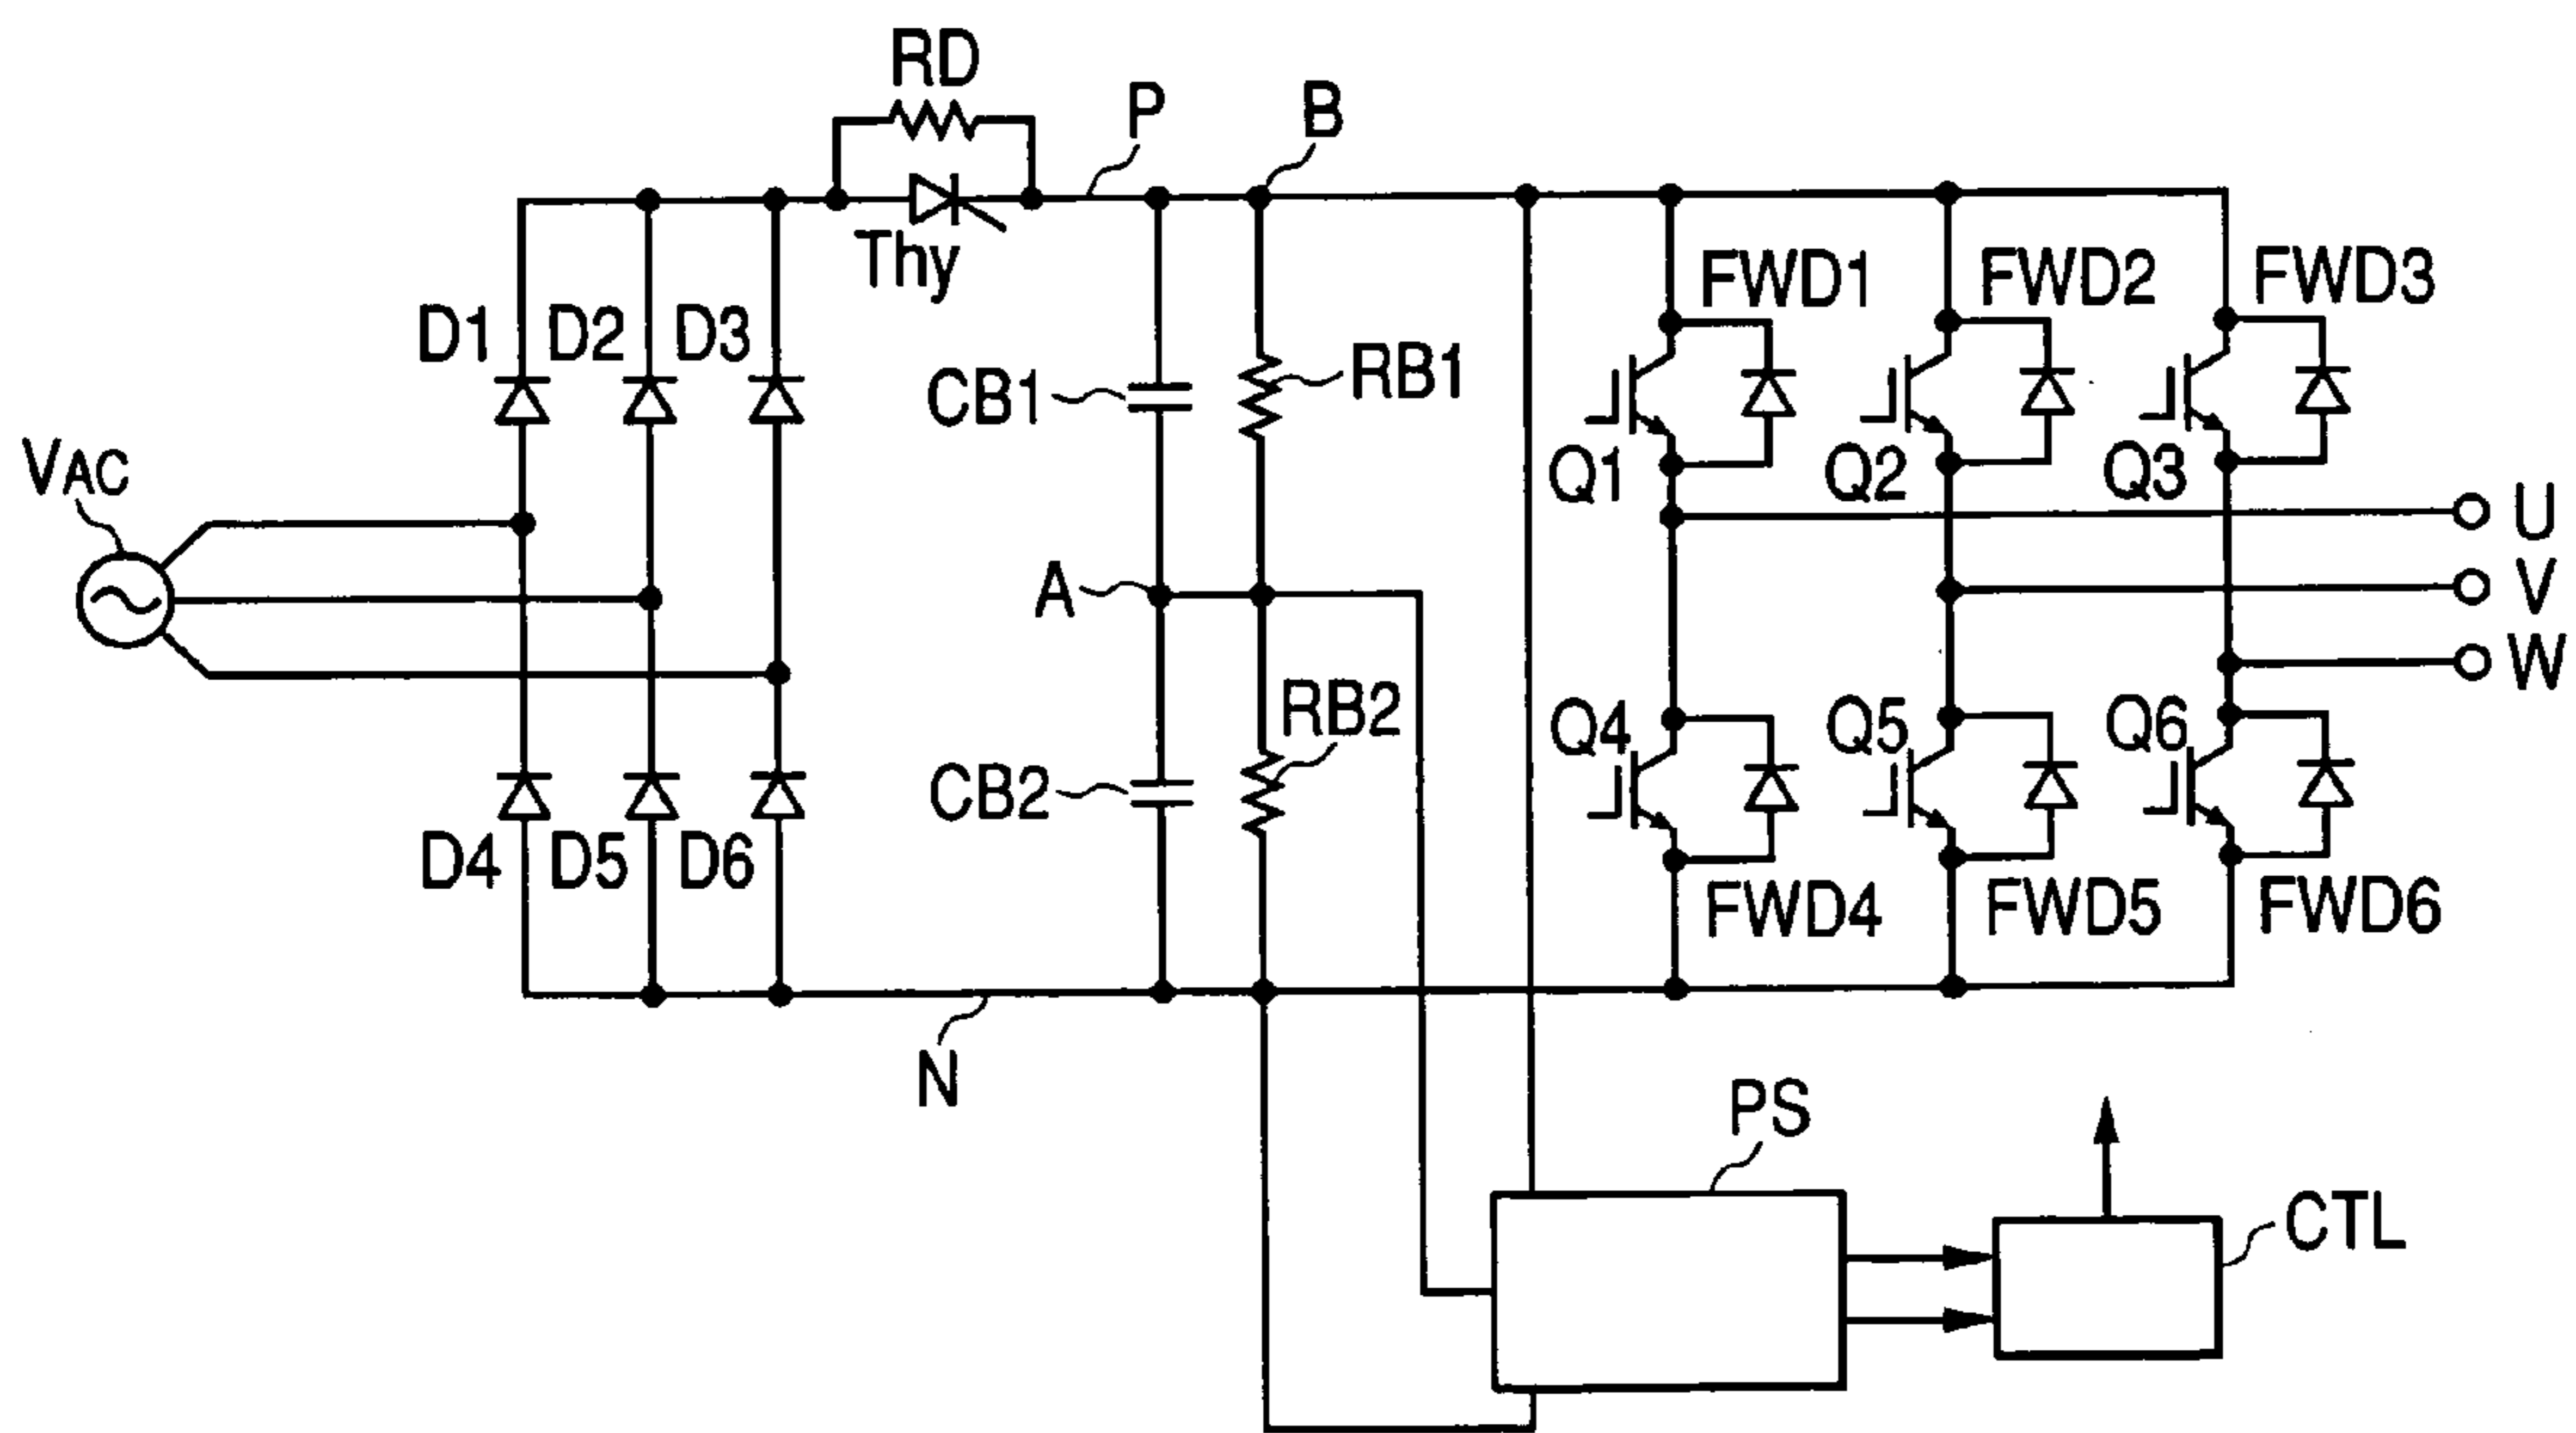 RD
P
B
Thy
FWD1
FWD2
FWD3
D1
D2
D3
CB1
RB1
VAC
Q1
Q2
Q3
U
A
V
W
RB2
Q4
Q5
Q6
CB2
D4
D5
D6
FWD4
FWD5
FWD6
N
PS
CTL